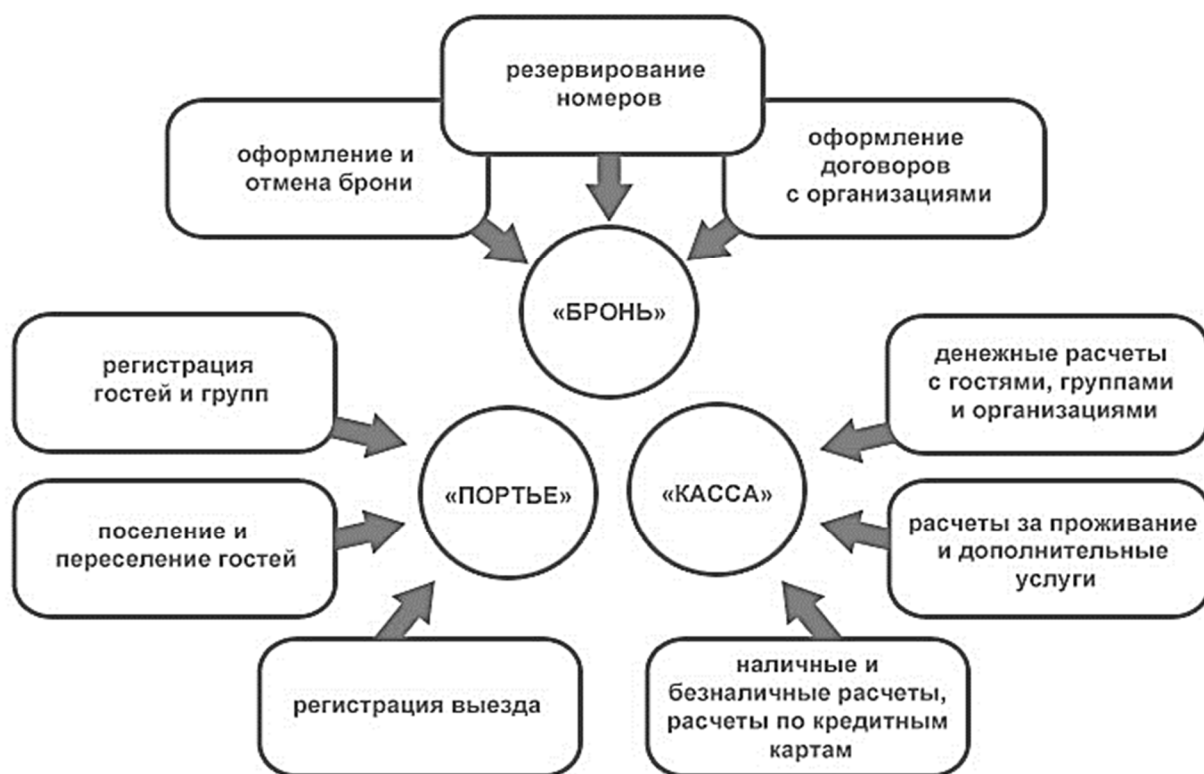 резервирование
номеров
оформление и
отмена брони
оформление
договоров
с организациями
«БРОНЬ»
регистрация
гостей и групп
денежные расчеты
с гостями, группами
и организациями
«ПОРТЬЕ»
«КАССА»
поселение и
переселение гостей
расчеты за проживание
и дополнительные
услуги
регистрация выезда
наличные и
безналичные расчеты,
расчеты по кредитным
картам